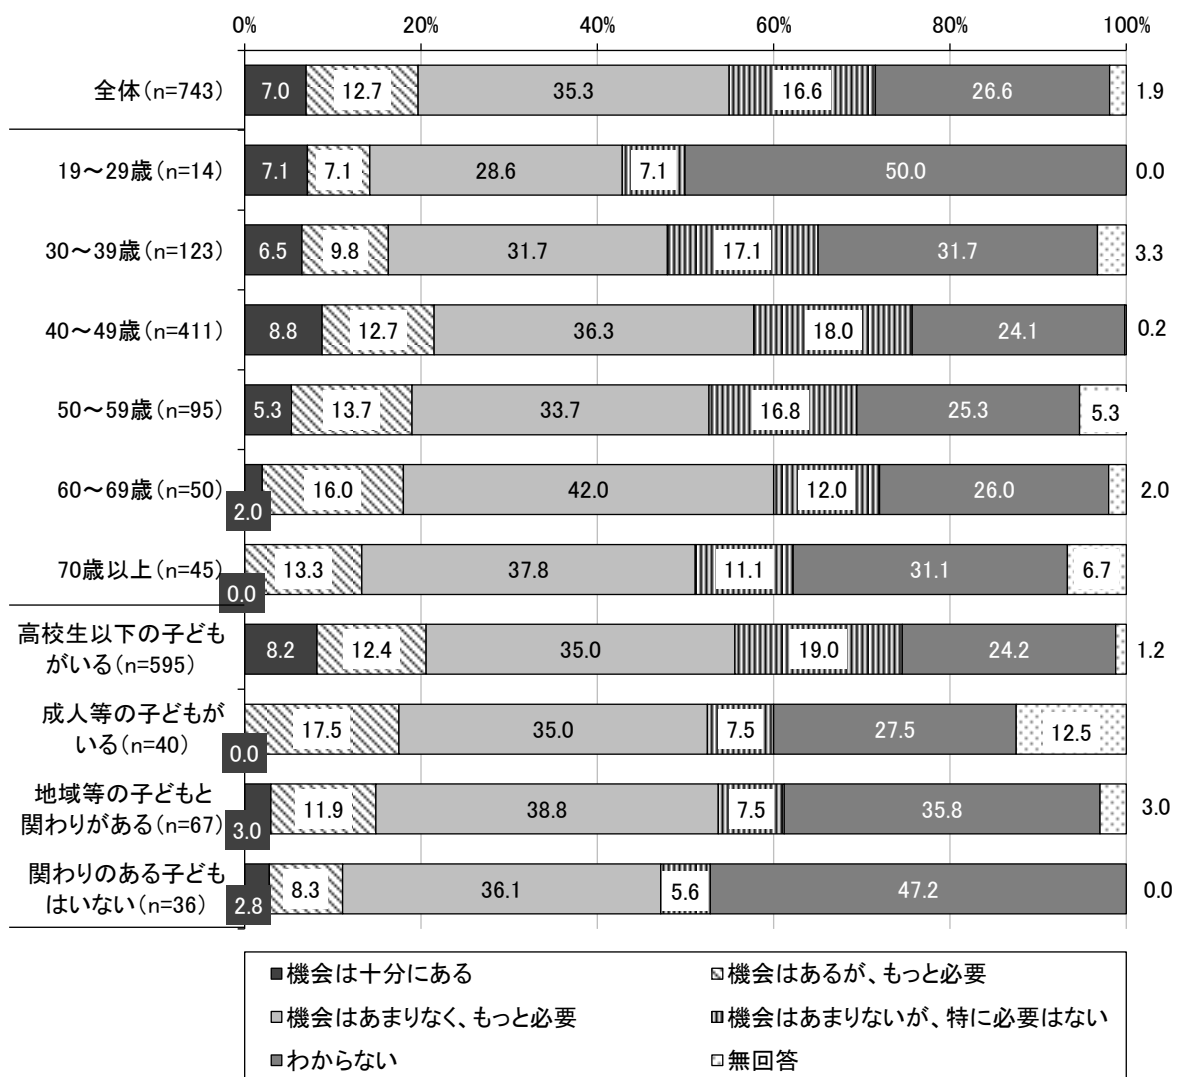 0% 20% 40% 60% 80% 100%
全体(n=743) 7.0 12.7 35.3 16.6 26.6 1.9
19~29歳(n=14) 7.1 7.1 28.6 7.1 50.0 0.0
30~39歳(n=123) 6.5 9.8 31.7 17.1 31.7 3.3
40~49歳(n=411) 8.8 12.7 36.3 18.0 24.1 0.2
50~59歳(n=95) 5.3 13.7 33.7 16.8 25.3 5.3
60~69歳(n=50) 2.0 16.0 42.0 12.0 26.0 2.0
70歳以上(n=45) 0.0 13.3 37.8 11.1 31.1 6.7
高校生以下の子ども
がいる(n=595) 8.2 12.4 35.0 19.0 24.2 1.2
成人等の子どもが
いる(n=40) 0.0 17.5 35.0 7.5 27.5 12.5
地域等の子どもと
関わりがある(n=67) 3.0 11.9 38.8 7.5 35.8 3.0
関わりのある子ども
はいない(n=36) 2.8 8.3 36.1 5.6 47.2 0.0
機会は十分にある 機会はあるが、もっと必要
機会はあまりなく、もっと必要 機会はあまりないが、特に必要はない
わからない 無回答